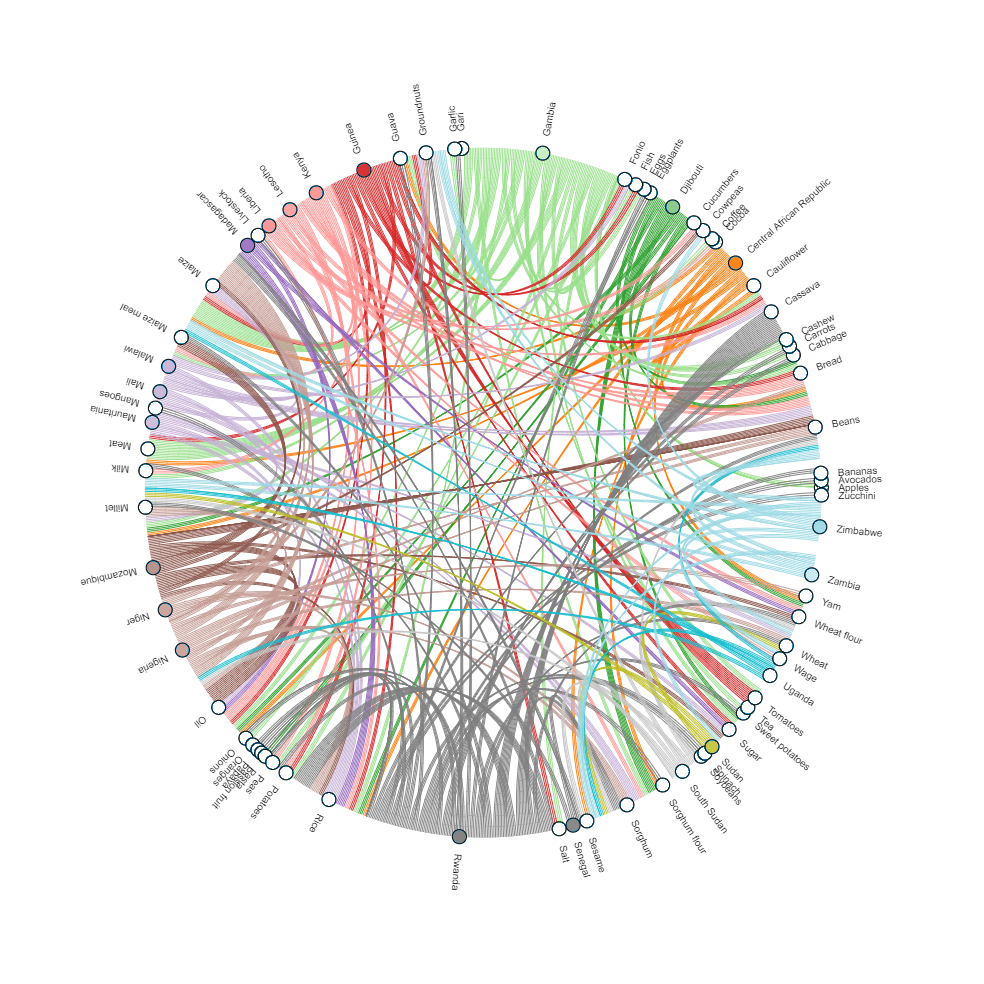 Gambia
Fonio
Fish
Eggs
Eggplants
Djibouti
Cucumbers
Cowpeas
Coffee
Cocoa
Central African Republic
Cauliflower
Cassava
Cashew
Carrots
Cabbage
Bread
Beans
Bananas
Avocados
Apples
Zucchini
Zimbabwe
Zambia
Yam
Wheat flour
Wheat
Wage
Uganda
Tomatoes
Tea
Sweet potatoes
Sugar
Sudan
Spinach
Soybeans
South Sudan
Sorghum flour
Sorghum
Sesame
Senegal
Salt
Rwanda
Rice
Potatoes
Peas
Pasta
Passion fruit
Papaya
Oranges
Onions
Oil
Nigeria
Niger
Mozambique
Millet
Milk
Meat
Mauritania
Mangoes
Mali
Malawi
Maize meal
Maize
Madagascar
Livestock
Liberia
Lesotho
Kenya
Guinea
Guava
Groundnuts
Garlic
Gari